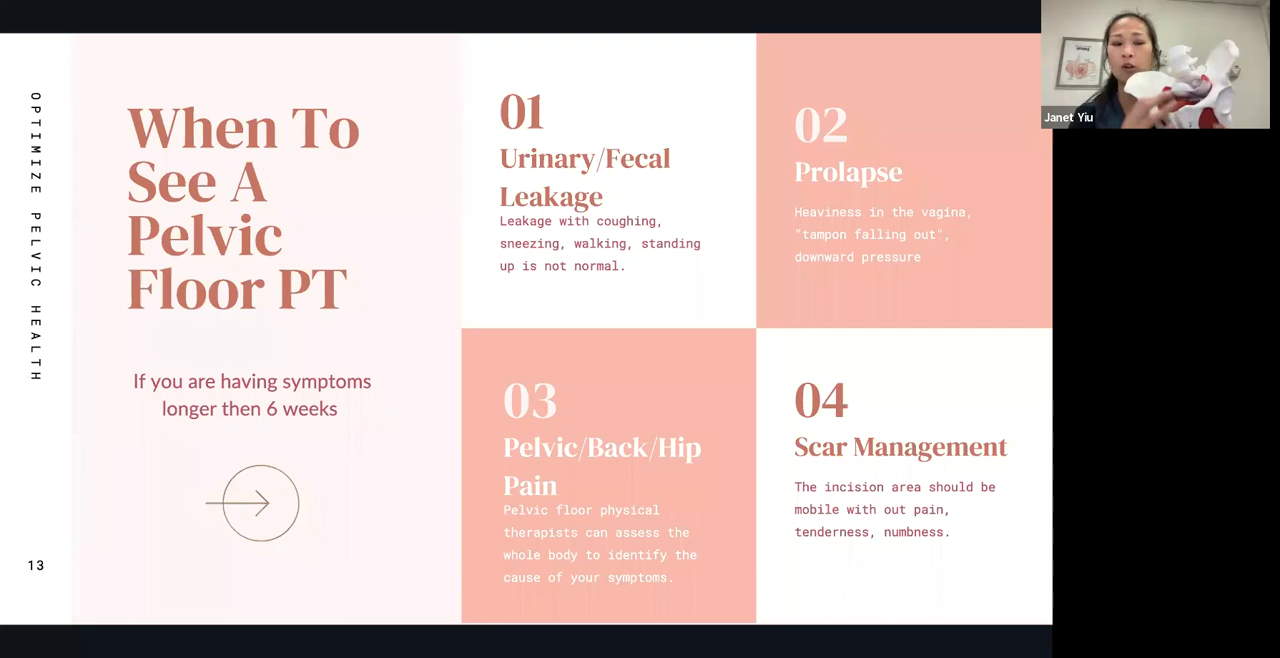 OPTIMIZE PELVIC HEALTH
When To
See A
Pelvic
Floor PT
If you are having symptoms
longer then 6 weeks
13
01
Urinary/Fecal
Leakage
Leakage with coughing,
sneezing, walking, standing
up is not normal.
02
Prolapse
Heaviness in the vagina,
"tampon falling out",
downward pressure
03
Pelvic/Back/Hip
Pain
Pelvic floor physical
therapists can assess the
whole body to identify the
cause of your symptoms.
04
Scar Management
The incision area should be
mobile with out pain,
tenderness, numbness.
Janet Yiu